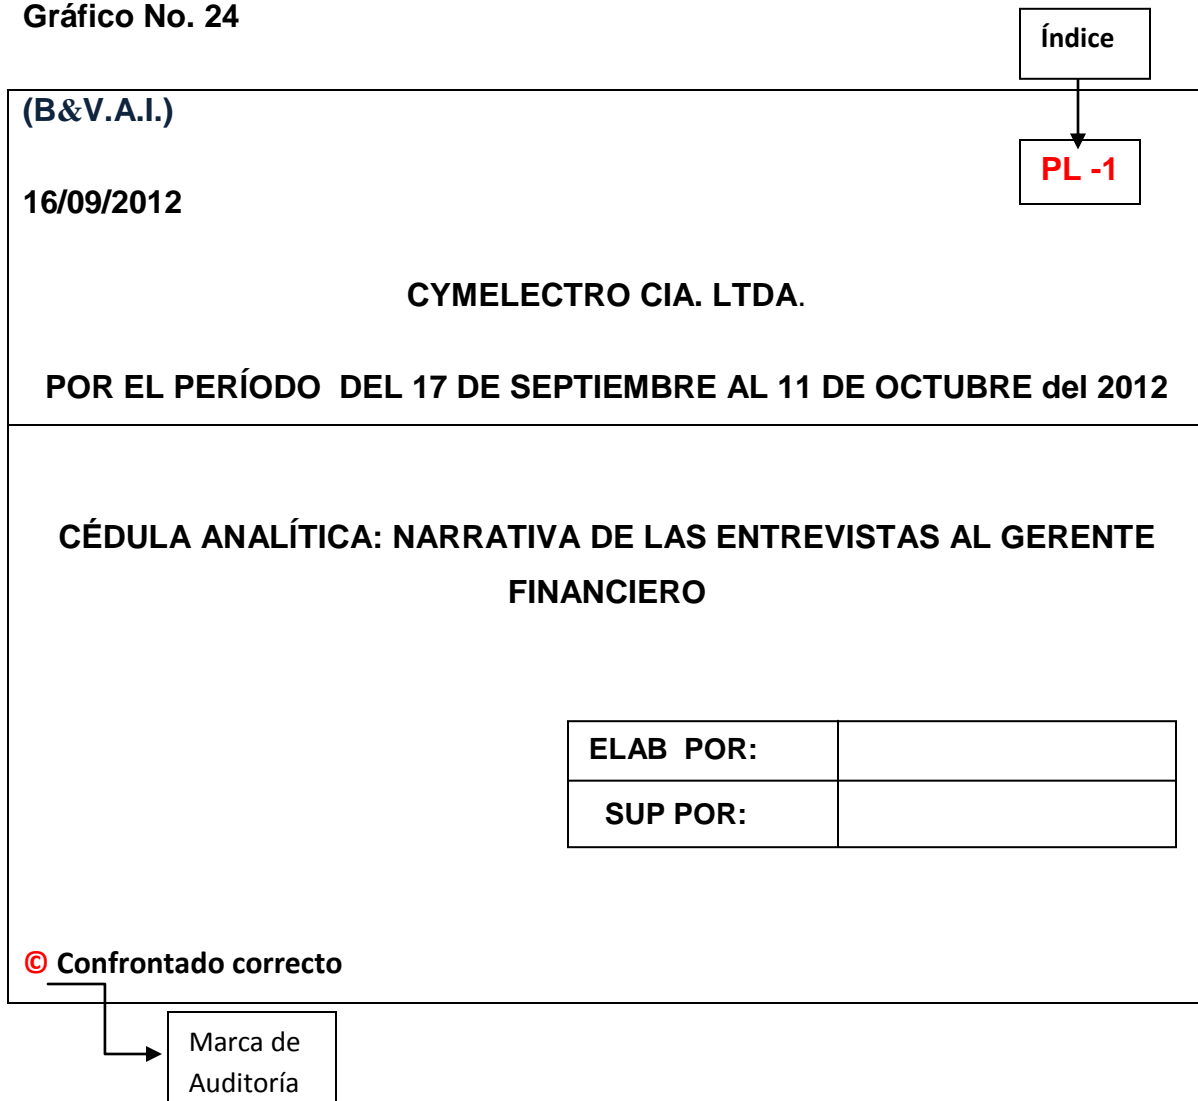 Gráfico No. 24
Índice
(B&V.A.I.)
PL -1
16/09/2012
CYMELECTRO CIA. LTDA.
POR EL PERÍODO  DEL 17 DE SEPTIEMBRE AL 11 DE OCTUBRE del 2012
CÉDULA ANALÍTICA: NARRATIVA DE LAS ENTREVISTAS AL GERENTE
FINANCIERO
ELAB  POR:
SUP POR:
© Confrontado correcto
Marca de
Auditoría